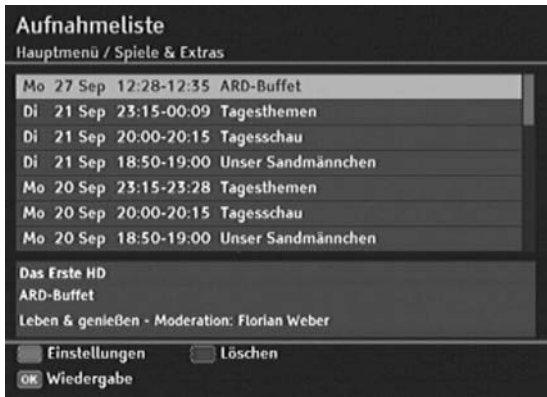 Aufnahmeliste
Hauptmenü / Spiele & Extras
Mo 27 Sep 12:28-12:35 ARD-Buffet
Di 21 Sep 23:15-00:09 Tagesthemen
Di 21 Sep 20:00-20:15 Tagesschau
Di 21 Sep 18:50-19:00 Unser Sandmännchen
Mo 20 Sep 23:15-23:28 Tagesthemen
Mo 20 Sep 20:00-20:15 Tagesschau
Mo 20 Sep 18:50-19:00 Unser Sandmännchen
Das Erste HD
ARD-Buffet
Leben & genießen - Moderation: Florian Weber
Einstellungen Löschen
OK Wiedergabe